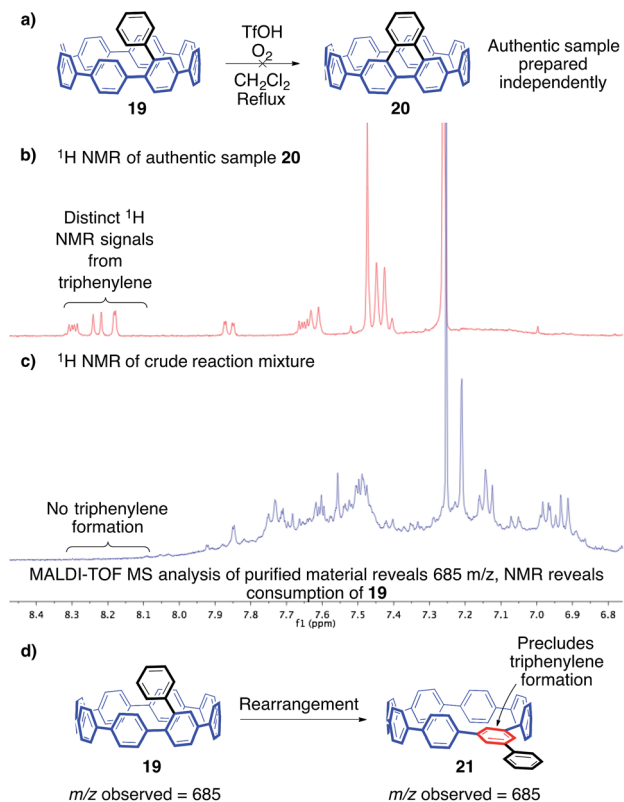 a)
TfOH
O2
CH2Cl2
Reflux
19
20
Authentic sample
prepared
independently
b) 1H NMR of authentic sample 20
Distinct 1H
NMR signals
from
triphenylene
c) 1H NMR of crude reaction mixture
No triphenylene
formation
MALDI-TOF MS analysis of purified material reveals 685 m/z, NMR reveals
consumption of 19
8.4 8.3 8.2 8.1 8.0 7.9 7.8 7.7 7.6 7.5 7.4 7.3 7.2 7.1 7.0 6.9 6.8
f1 (ppm)
d)
Precludes
triphenylene
formation
Rearrangement
19
21
m/z observed = 685
m/z observed = 685